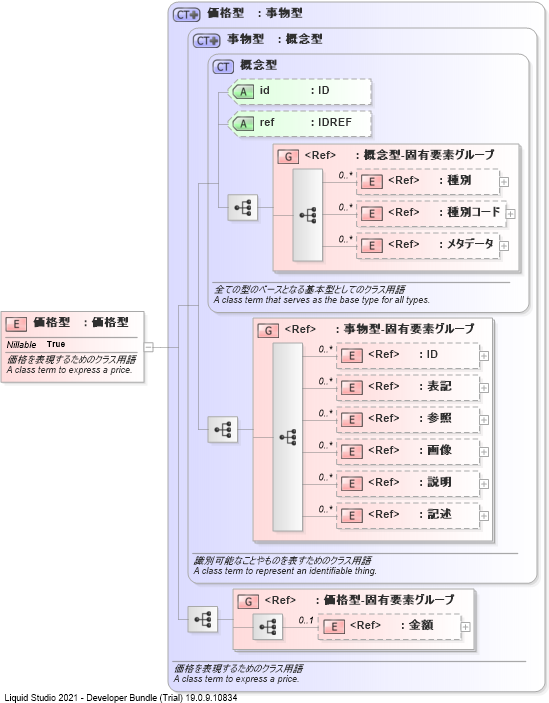 CT 価格型 : 事物型
CT 事物型 : 概念型
CT 概念型
A id : ID
A ref : IDREF
G <Ref> : 概念型-固有要素グループ
0..* E <Ref> : 種別
0..* E <Ref> : 種別コード
0..* E <Ref> : メタデータ
全ての型のベースとなる基本型としてのクラス用語
A class term that serves as the base type for all types.
E 価格型 : 価格型
Nillable True
価格を表現するためのクラス用語
A class term to express a price.
G <Ref> : 事物型-固有要素グループ
0..* E <Ref> : ID
0..* E <Ref> : 表記
0..* E <Ref> : 参照
0..* E <Ref> : 画像
0..* E <Ref> : 説明
0..* E <Ref> : 記述
識別可能なことやものを表すためのクラス用語
A class term to represent an identifiable thing.
G <Ref> : 価格型-固有要素グループ
0..1 E <Ref> : 金額
価格を表現するためのクラス用語
A class term to express a price.
Liquid Studio 2021 - Developer Bundle (Trial) 19.0.9.10834